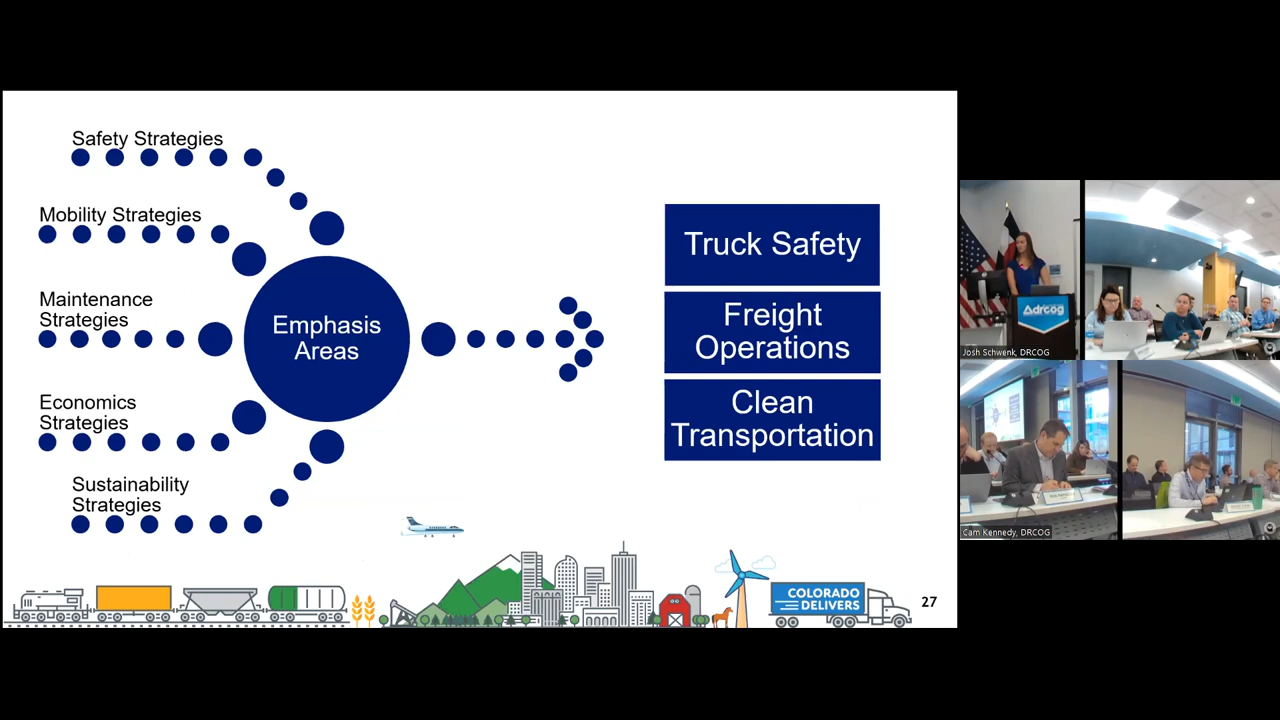 Safety Strategies
Mobility Strategies
Maintenance
Strategies
Economics
Strategies
Sustainability
Strategies
Emphasis
Areas
Truck Safety
Freight
Operations
Clean
Transportation
COLORADO
DELIVERS
27
drcog
Josh Schwenk, DRCOG
Cam Kennedy, DRCOG